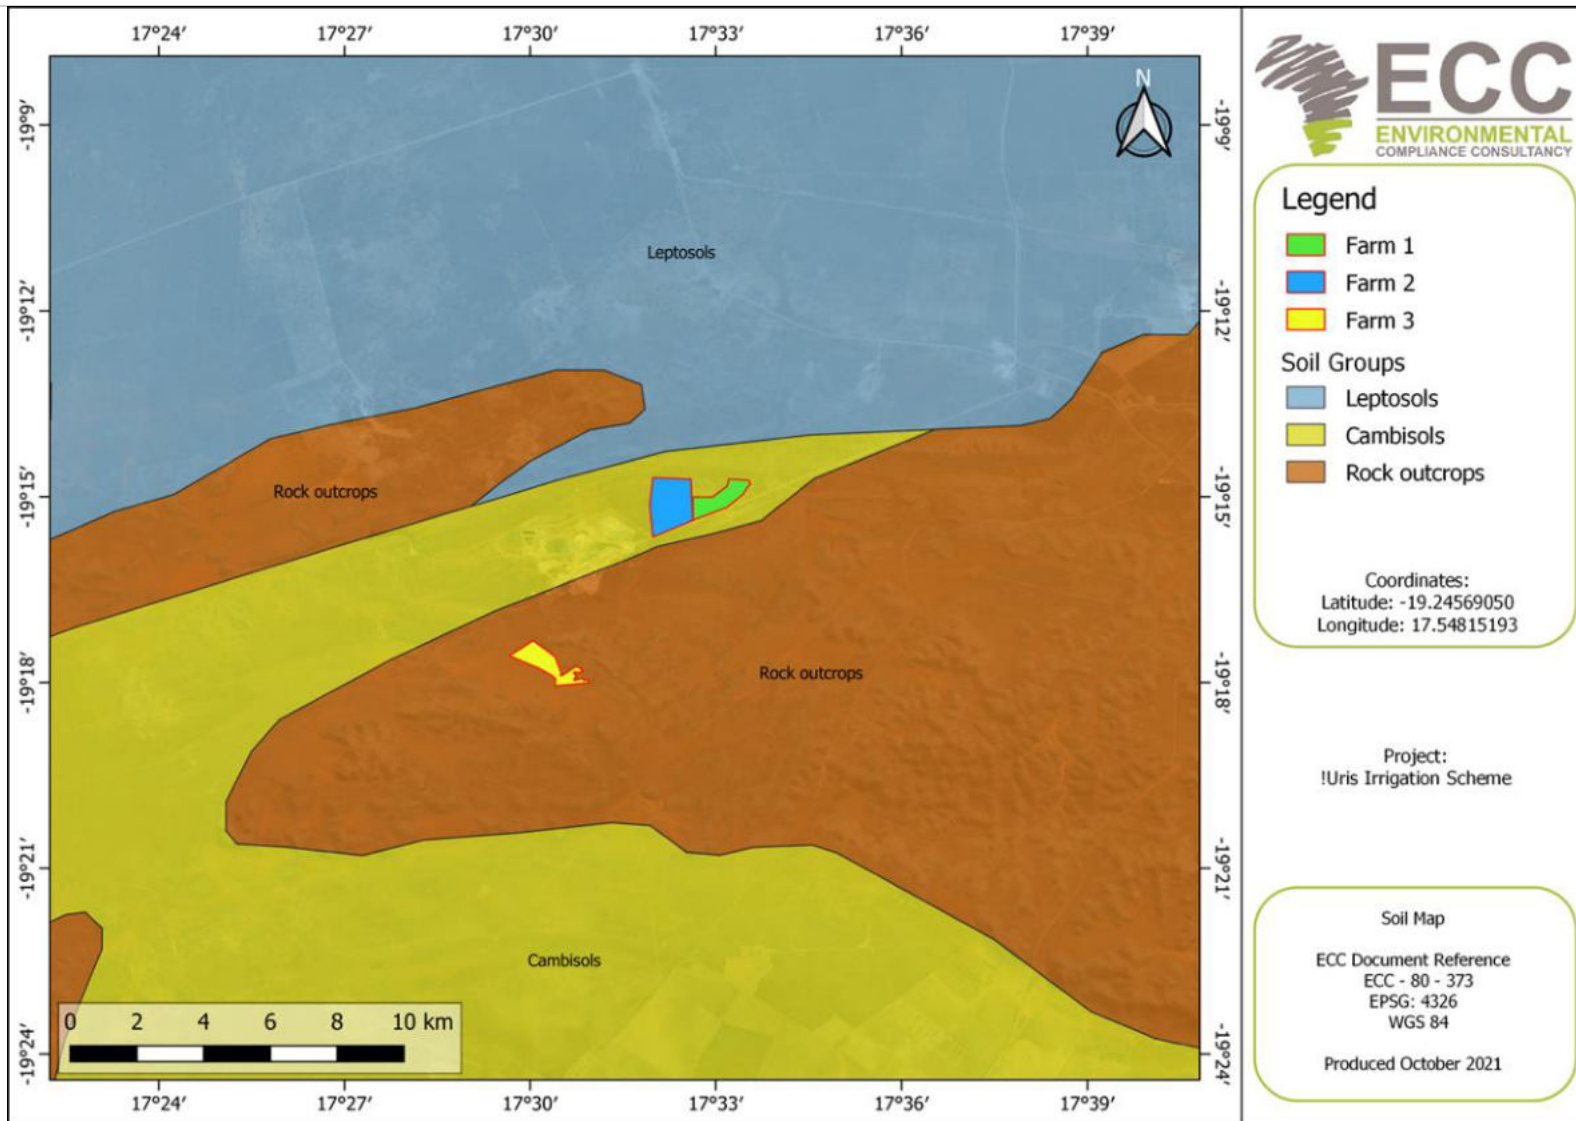 17°24′ 17°27′ 17°30′ 17°33′ 17°36′ 17°39′
N
-19°9′ -19°9′
Leptosols
-19°12′ -19°12′
Rock outcrops
-19°15′ -19°15′
Rock outcrops
-19°18′ -19°18′
-19°21′ -19°21′
Cambisols
0 2 4 6 8 10 km
-19°24′ -19°24′
17°24′ 17°27′ 17°30′ 17°33′ 17°36′ 17°39′
ECC
ENVIRONMENTAL
COMPLIANCE CONSULTANCY
Legend
Farm 1
Farm 2
Farm 3
Soil Groups
Leptosols
Cambisols
Rock outcrops
Coordinates:
Latitude: -19.24569050
Longitude: 17.54815193
Project:
!Uris Irrigation Scheme
Soil Map
ECC Document Reference
ECC - 80 - 373
EPSG: 4326
WGS 84
Produced October 2021